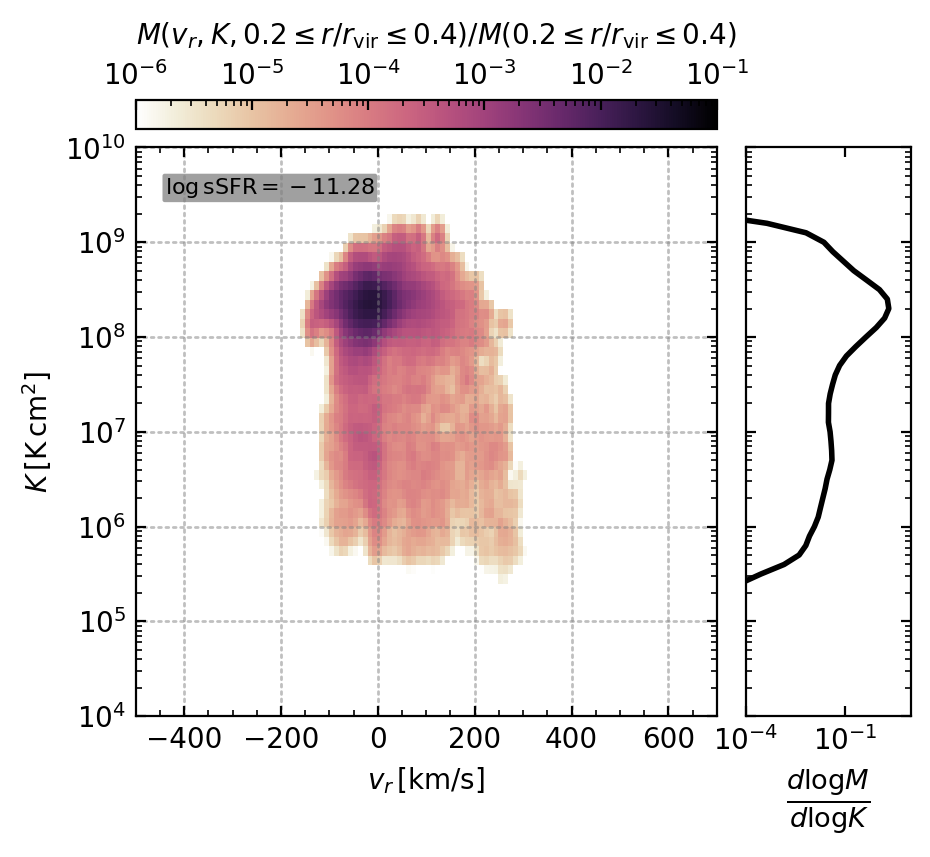 M(v_r, K, 0.2 ≤ r/r_vir ≤ 0.4)/M(0.2 ≤ r/r_vir ≤ 0.4)
10^−6 10^−5 10^−4 10^−3 10^−2 10^−1
10^10
log sSFR = −11.28
10^9
10^8
K [K cm^2]
10^7
10^6
10^5
10^4
−400 −200 0 200 400 600 10^−4 10^−1
v_r [km/s]
dlogM
dlogK